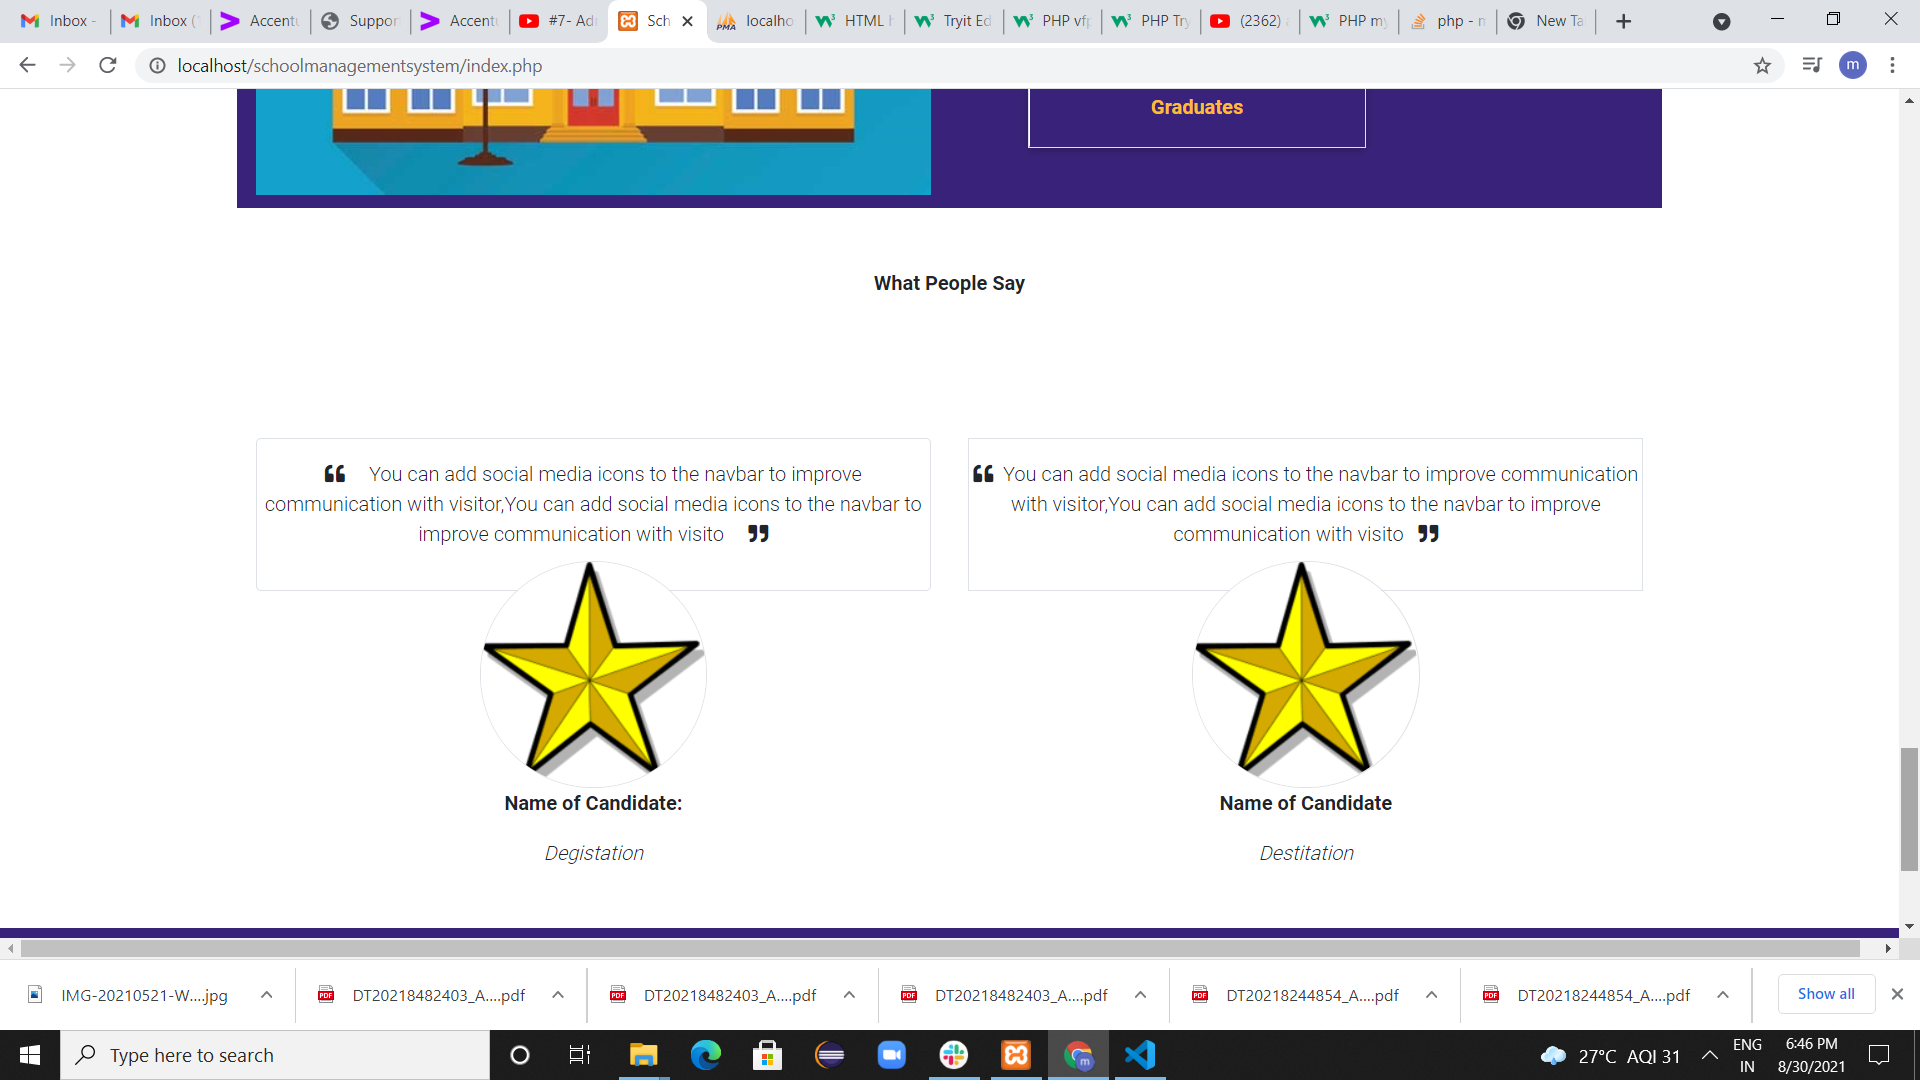 Inbox - Inbox (1 Accentu Suppor Accentu #7- Adm Sch localho HTML Tryit Ed PHP vfp PHP Try (2362) PHP my php - m New Ta
localhost/schoolmanagementsystem/index.php
m
Graduates
What People Say
You can add social media icons to the navbar to improve
communication with visitor,You can add social media icons to the navbar to
improve communication with visito
Name of Candidate:
Degistation
You can add social media icons to the navbar to improve communication
with visitor,You can add social media icons to the navbar to improve
communication with visito
Name of Candidate
Destitation
IMG-20210521-W....jpg DT20218482403_A....pdf DT20218482403_A....pdf DT20218482403_A....pdf DT20218244854_A....pdf DT20218244854_A....pdf Show all
Type here to search
27°C AQI 31
ENG
IN
6:46 PM
8/30/2021